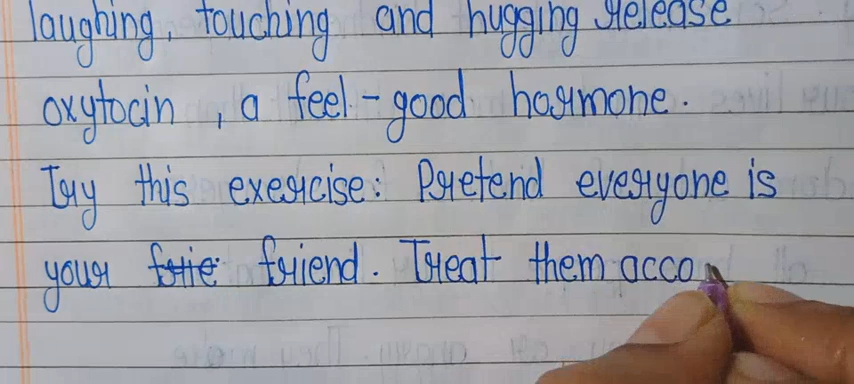 laughing, touching and hugging release
oxytocin, a feel-good hormone.
Try this exercise: Pretend everyone is
your frie friend. Treat them acco